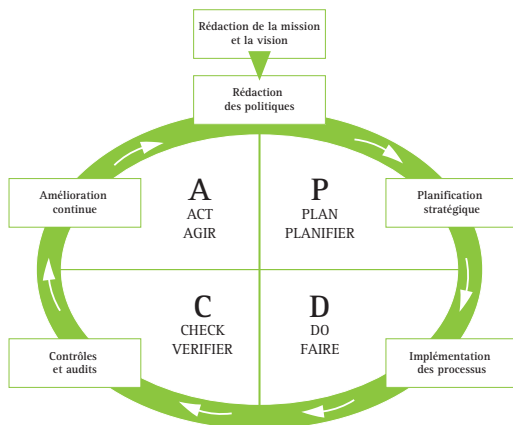 Rédaction de la mission
et la vision
Rédaction
des politiques
Amélioration
continue
A
ACT
AGIR
P
PLAN
PLANIFIER
Planification
stratégique
Contrôles
et audits
C
CHECK
VERIFIER
D
DO
FAIRE
Implémentation
des processus